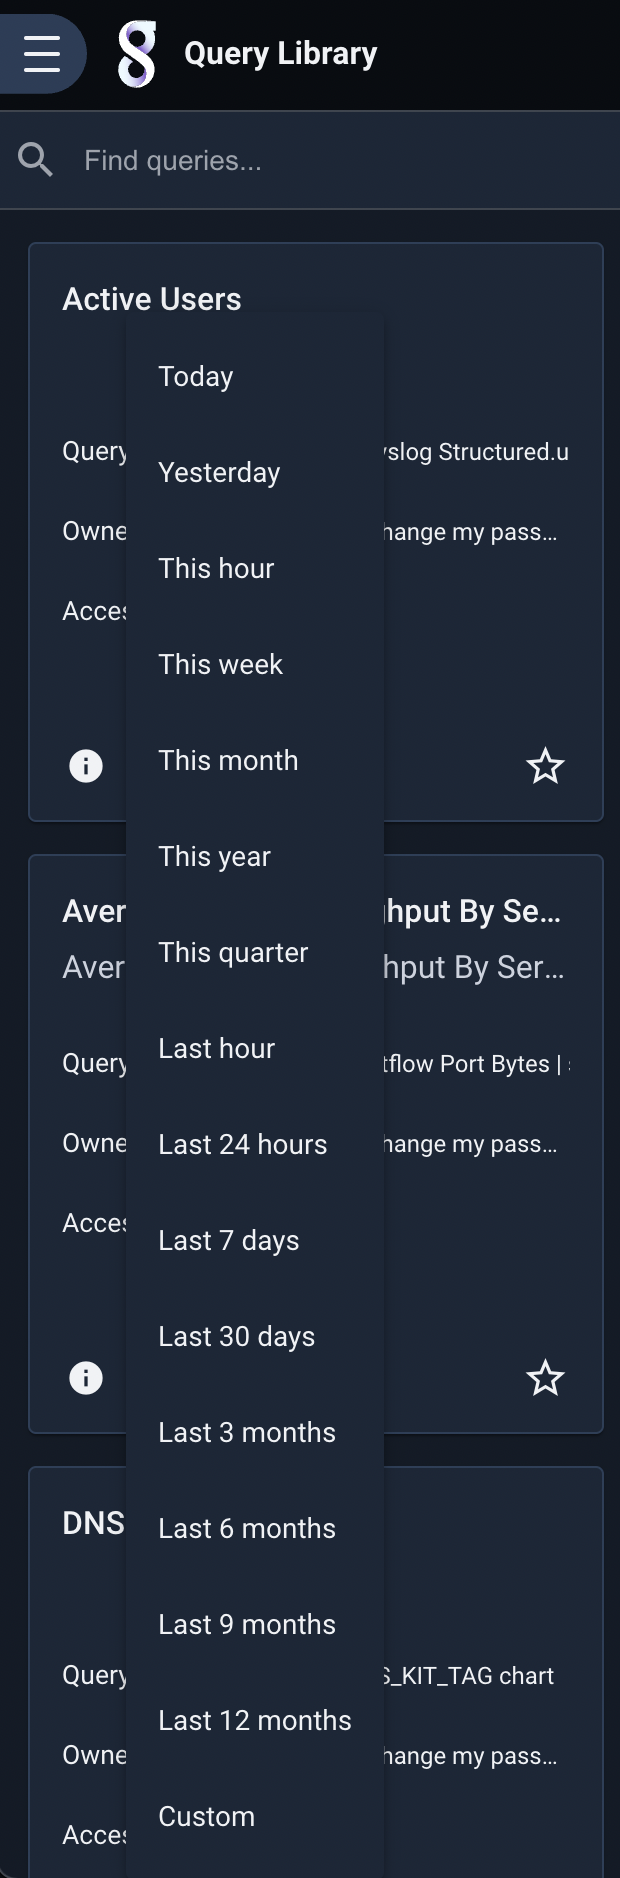 Query Library
Find queries...
Active Users
Today
Query
yslog Structured.u
Yesterday
Owne
hange my pass...
This hour
Acces
This week
This month
This year
Aver
hput By Se...
This quarter
Aver
hput By Ser...
Last hour
Query
tflow Port Bytes |
Last 24 hours
Owne
hange my pass...
Acces
Last 7 days
Last 30 days
Last 3 months
DNS
Last 6 months
Last 9 months
Query
S_KIT_TAG chart
Last 12 months
Owne
hange my pass...
Custom
Acces